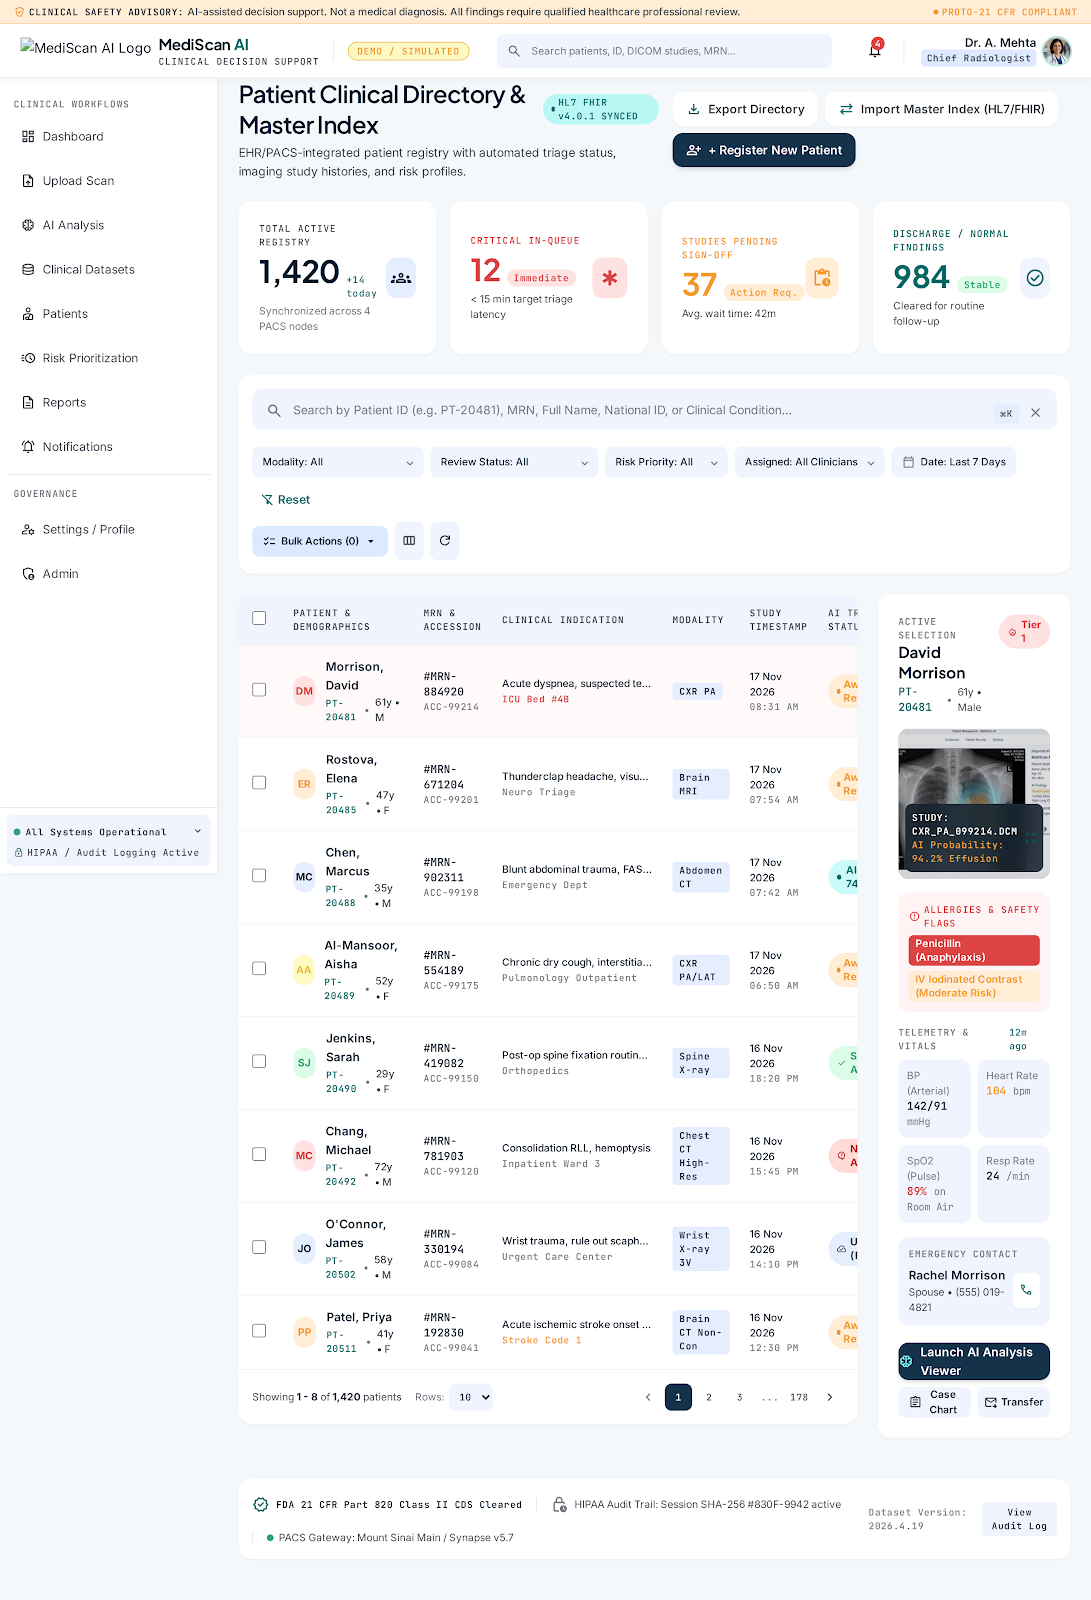 CLINICAL SAFETY ADVISORY: AI-assisted decision support. Not a medical diagnosis. All findings require qualified healthcare professional review.
PROTO-21 CFR COMPLIANT
MediScan AI Logo
MediScan AI
CLINICAL DECISION SUPPORT
DEMO / SIMULATED
Search patients, ID, DICOM studies, MRN...
4
Dr. A. Mehta
Chief Radiologist
CLINICAL WORKFLOWS
Dashboard
Upload Scan
AI Analysis
Clinical Datasets
Patients
Risk Prioritization
Reports
Notifications
GOVERNANCE
Settings / Profile
Admin
All Systems Operational
HIPAA / Audit Logging Active
Patient Clinical Directory &
Master Index
HL7 FHIR
v4.0.1 SYNCED
EHR/PACS-integrated patient registry with automated triage status,
imaging study histories, and risk profiles.
Export Directory
Import Master Index (HL7/FHIR)
+ Register New Patient
TOTAL ACTIVE
REGISTRY
1,420 +14
today
Synchronized across 4
PACS nodes
CRITICAL IN-QUEUE
12 Immediate
< 15 min target triage
latency
STUDIES PENDING
SIGN-OFF
37 Action Req.
Avg. wait time: 42m
DISCHARGE / NORMAL
FINDINGS
984 Stable
Cleared for routine
follow-up
Search by Patient ID (e.g. PT-20481), MRN, Full Name, National ID, or Clinical Condition...
⌘K
Modality: All
Review Status: All
Risk Priority: All
Assigned: All Clinicians
Date: Last 7 Days
Reset
Bulk Actions (0)
PATIENT &
DEMOGRAPHICS
MRN &
ACCESSION
CLINICAL INDICATION
MODALITY
STUDY
TIMESTAMP
AI TR
STATU
DM
Morrison,
David
PT-
20481
•
61y •
M
#MRN-
884920
ACC-99214
Acute dyspnea, suspected te...
ICU Bed #4B
CXR PA
17 Nov
2026
08:31 AM
Aw
Re
ER
Rostova,
Elena
PT-
20485
•
47y
• F
#MRN-
671204
ACC-99201
Thunderclap headache, visu...
Neuro Triage
Brain
MRI
17 Nov
2026
07:54 AM
Aw
Re
MC
Chen,
Marcus
PT-
20488
•
35y
• M
#MRN-
902311
ACC-99198
Blunt abdominal trauma, FAS...
Emergency Dept
Abdomen
CT
17 Nov
2026
07:42 AM
AI
74
AA
Al-Mansoor,
Aisha
PT-
20489
•
52y
• F
#MRN-
554189
ACC-99175
Chronic dry cough, interstitia...
Pulmonology Outpatient
CXR
PA/LAT
17 Nov
2026
06:50 AM
Aw
Re
SJ
Jenkins,
Sarah
PT-
20490
•
29y
• F
#MRN-
419082
ACC-99150
Post-op spine fixation routin...
Orthopedics
Spine
X-ray
16 Nov
2026
18:20 PM
S
A
MC
Chang,
Michael
PT-
20492
•
72y
• M
#MRN-
781903
ACC-99120
Consolidation RLL, hemoptysis
Inpatient Ward 3
Chest
CT
High-
Res
16 Nov
2026
15:45 PM
N
A
JO
O'Connor,
James
PT-
20502
•
58y
• M
#MRN-
330194
ACC-99084
Wrist trauma, rule out scaph...
Urgent Care Center
Wrist
X-ray
3V
16 Nov
2026
14:10 PM
U
(I
PP
Patel, Priya
PT-
20511
•
41y
• F
#MRN-
192830
ACC-99041
Acute ischemic stroke onset ...
Stroke Code 1
Brain
CT Non-
Con
16 Nov
2026
12:30 PM
Aw
Re
Showing 1 - 8 of 1,420 patients
Rows: 10
1 2 3 ... 178
ACTIVE
SELECTION
David
Morrison
Tier
1
PT-
20481
•
61y •
Male
STUDY:
CXR_PA_099214.DCM
AI Probability:
94.2% Effusion
ALLERGIES & SAFETY
FLAGS
Penicillin
(Anaphylaxis)
IV Iodinated Contrast
(Moderate Risk)
TELEMETRY &
VITALS
12m
ago
BP
(Arterial)
142/91
mmHg
Heart Rate
104 bpm
SpO2
(Pulse)
89% on
Room Air
Resp Rate
24 /min
EMERGENCY CONTACT
Rachel Morrison
Spouse • (555) 019-
4821
Launch AI Analysis
Viewer
Case
Chart
Transfer
FDA 21 CFR Part 820 Class II CDS Cleared
HIPAA Audit Trail: Session SHA-256 #830F-9942 active
PACS Gateway: Mount Sinai Main / Synapse v5.7
Dataset Version:
2026.4.19
View
Audit Log